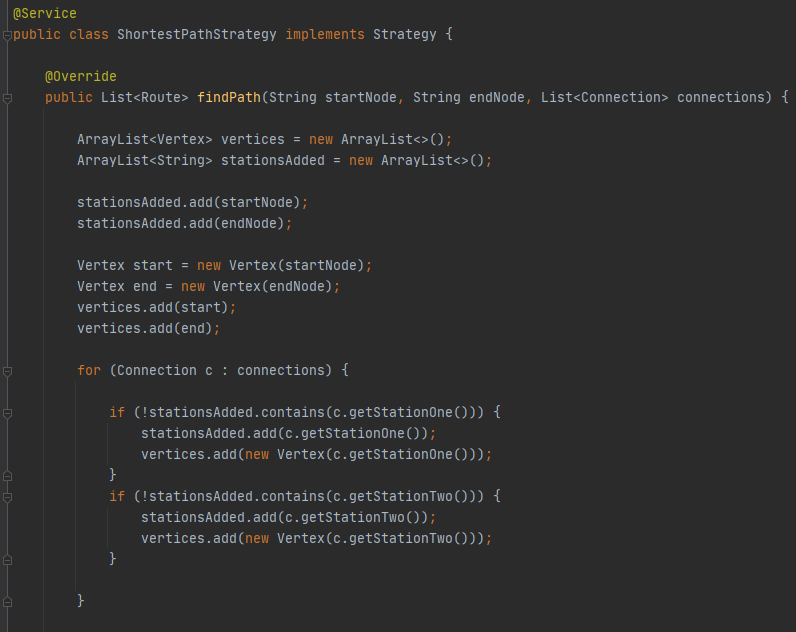 @Service
public class ShortestPathStrategy implements Strategy {
@Override
public List<Route> findPath(String startNode, String endNode, List<Connection> connections) {
ArrayList<Vertex> vertices = new ArrayList<>();
ArrayList<String> stationsAdded = new ArrayList<>();
stationsAdded.add(startNode);
stationsAdded.add(endNode);
Vertex start = new Vertex(startNode);
Vertex end = new Vertex(endNode);
vertices.add(start);
vertices.add(end);
for (Connection c : connections) {
if (!stationsAdded.contains(c.getStationOne())) {
stationsAdded.add(c.getStationOne());
vertices.add(new Vertex(c.getStationOne()));
}
if (!stationsAdded.contains(c.getStationTwo())) {
stationsAdded.add(c.getStationTwo());
vertices.add(new Vertex(c.getStationTwo()));
}
}